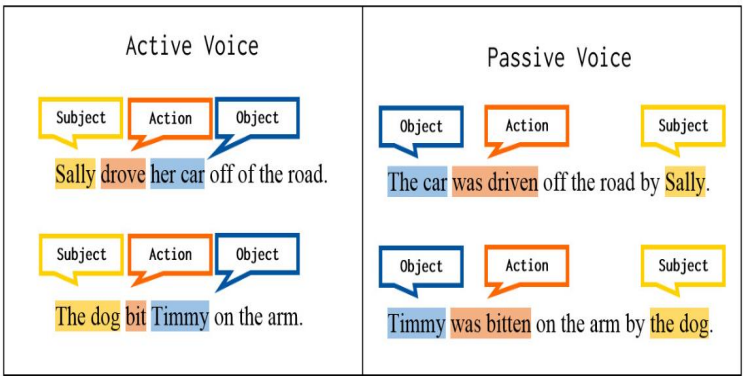 Active Voice
Subject Action Object
Sally drove her car off of the road.
Subject Action Object
The dog bit Timmy on the arm.
Passive Voice
Object Action Subject
The car was driven off the road by Sally.
Object Action Subject
Timmy was bitten on the arm by the dog.